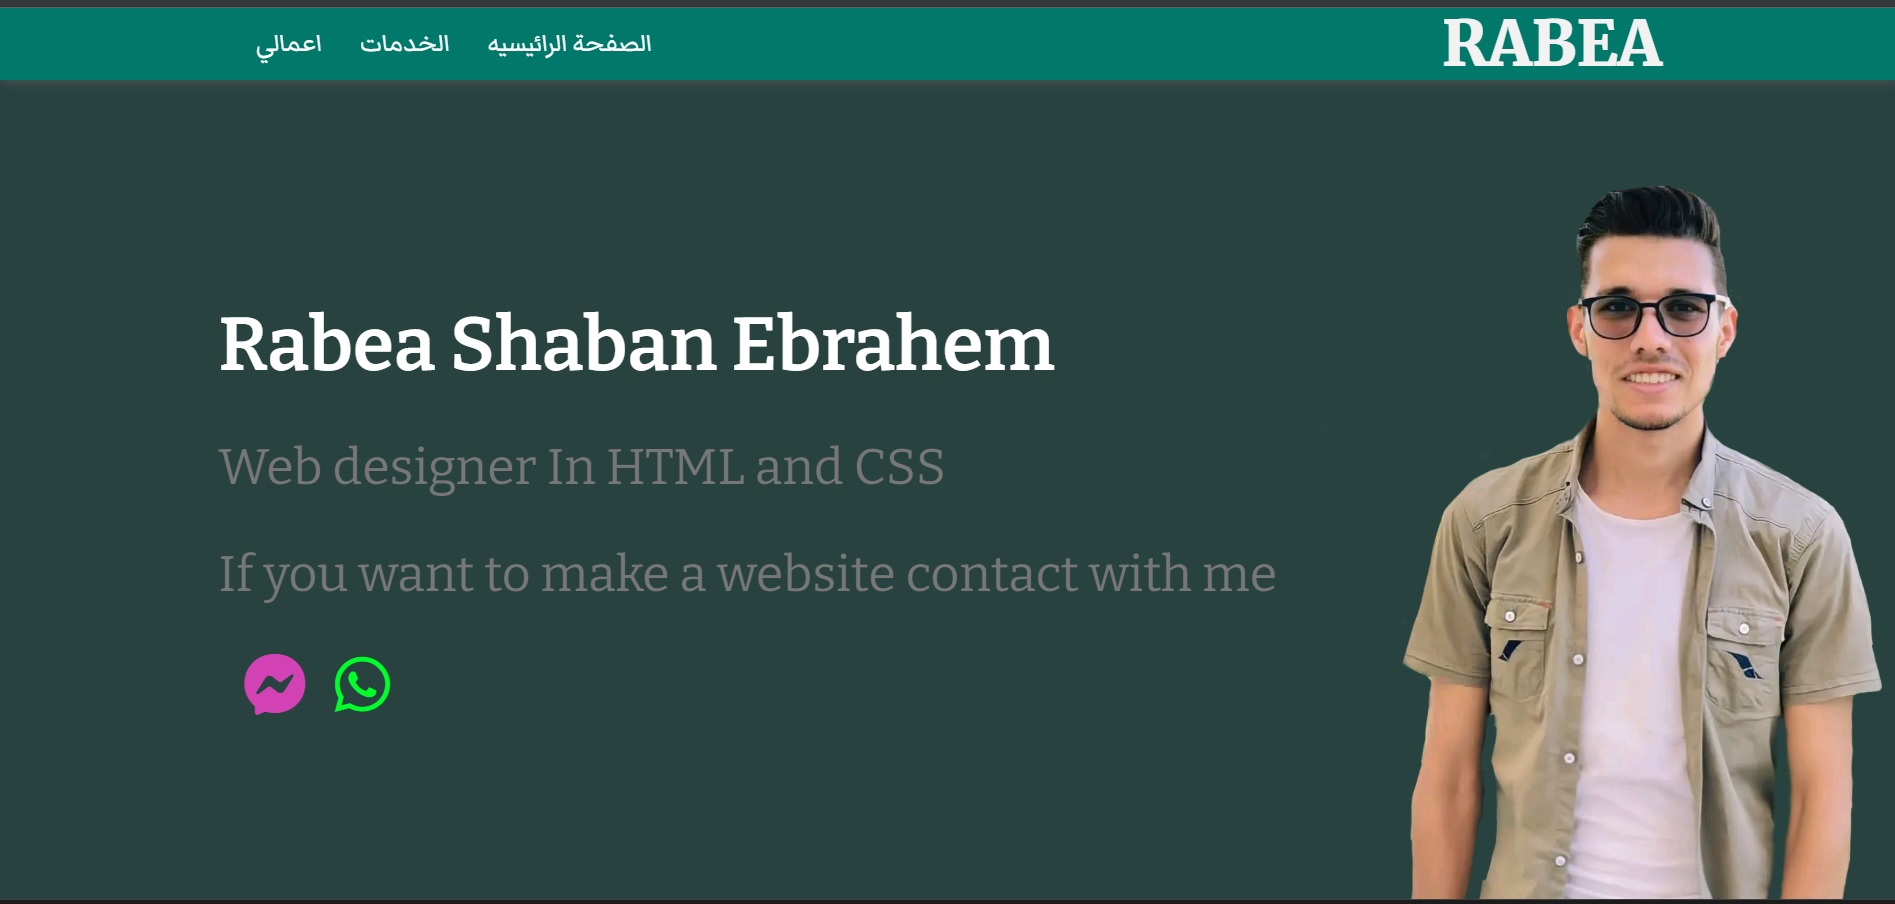 RABEA
الصفحة الرائيسيه
الخدمات
اعمالي
Rabea Shaban Ebrahem
Web designer In HTML and CSS
If you want to make a website contact with me